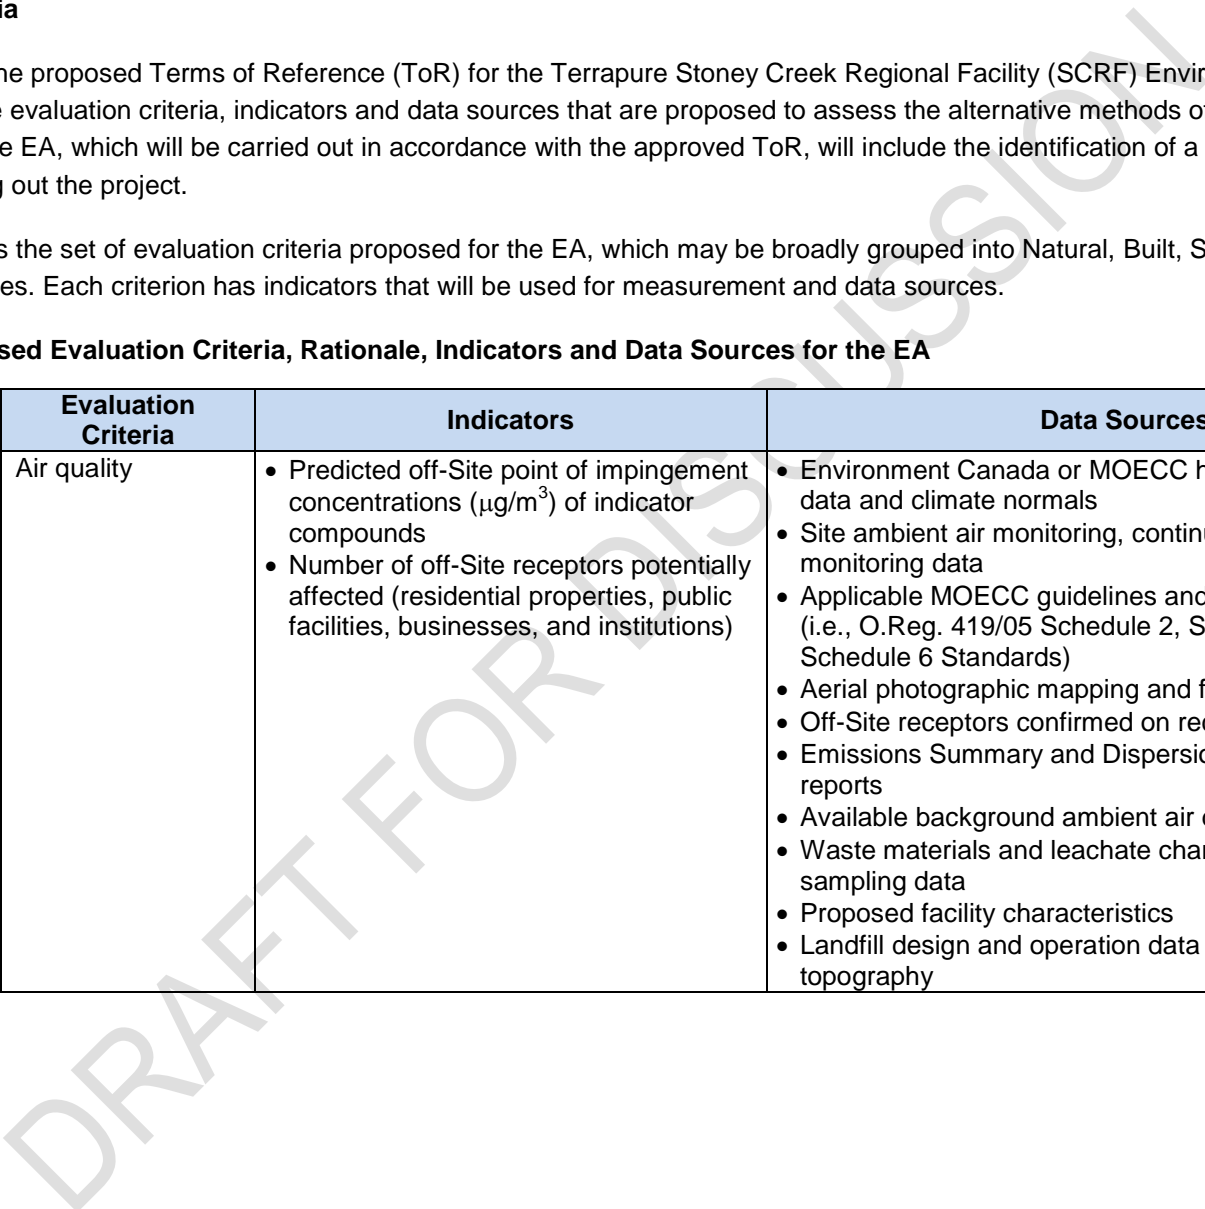 ia
ne proposed Terms of Reference (ToR) for the Terrapure Stoney Creek Regional Facility (SCRF) Envir
e evaluation criteria, indicators and data sources that are proposed to assess the alternative methods of
e EA, which will be carried out in accordance with the approved ToR, will include the identification of a
g out the project.
s the set of evaluation criteria proposed for the EA, which may be broadly grouped into Natural, Built, S
es. Each criterion has indicators that will be used for measurement and data sources.
sed Evaluation Criteria, Rationale, Indicators and Data Sources for the EA
Evaluation
Criteria
Indicators
Data Sources
Air quality
• Predicted off-Site point of impingement
concentrations (µg/m³) of indicator
compounds
• Number of off-Site receptors potentially
affected (residential properties, public
facilities, businesses, and institutions)
• Environment Canada or MOECC h
data and climate normals
• Site ambient air monitoring, continu
monitoring data
• Applicable MOECC guidelines and
(i.e., O.Reg. 419/05 Schedule 2, S
Schedule 6 Standards)
• Aerial photographic mapping and f
• Off-Site receptors confirmed on rec
• Emissions Summary and Dispersio
reports
• Available background ambient air
• Waste materials and leachate char
sampling data
• Proposed facility characteristics
• Landfill design and operation data
topography
DRAFT FOR DISCUSSION